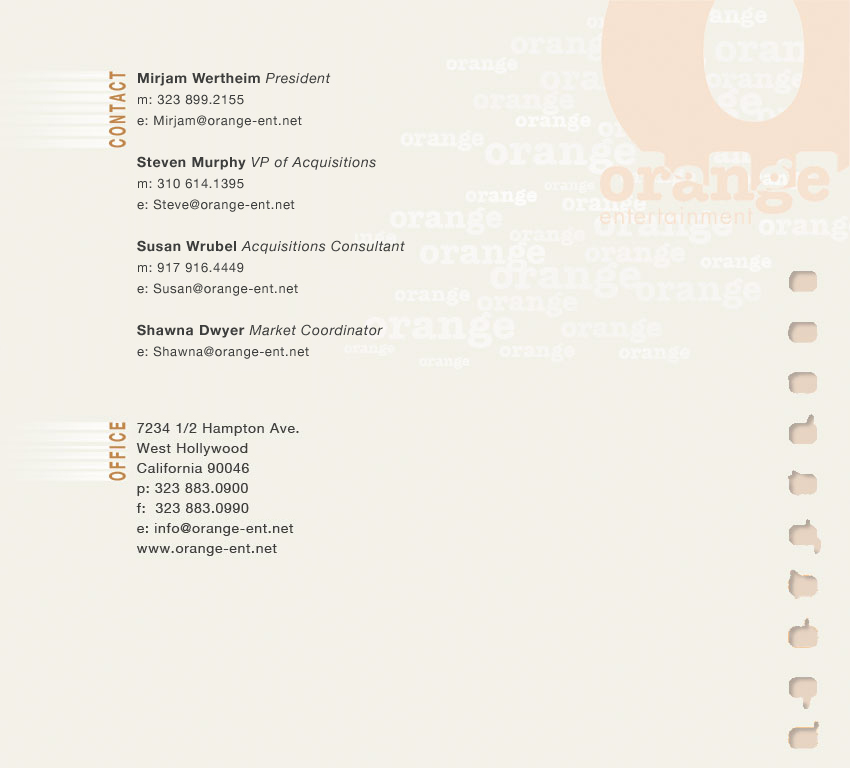 CONTACT
Mirjam Wertheim President
m: 323 899.2155
e: Mirjam@orange-ent.net
Steven Murphy VP of Acquisitions
m: 310 614.1395
e: Steve@orange-ent.net
Susan Wrubel Acquisitions Consultant
m: 917 916.4449
e: Susan@orange-ent.net
Shawna Dwyer Market Coordinator
e: Shawna@orange-ent.net
OFFICE
7234 1/2 Hampton Ave.
West Hollywood
California 90046
p: 323 883.0900
f:  323 883.0990
e: info@orange-ent.net
www.orange-ent.net
orange
entertainment